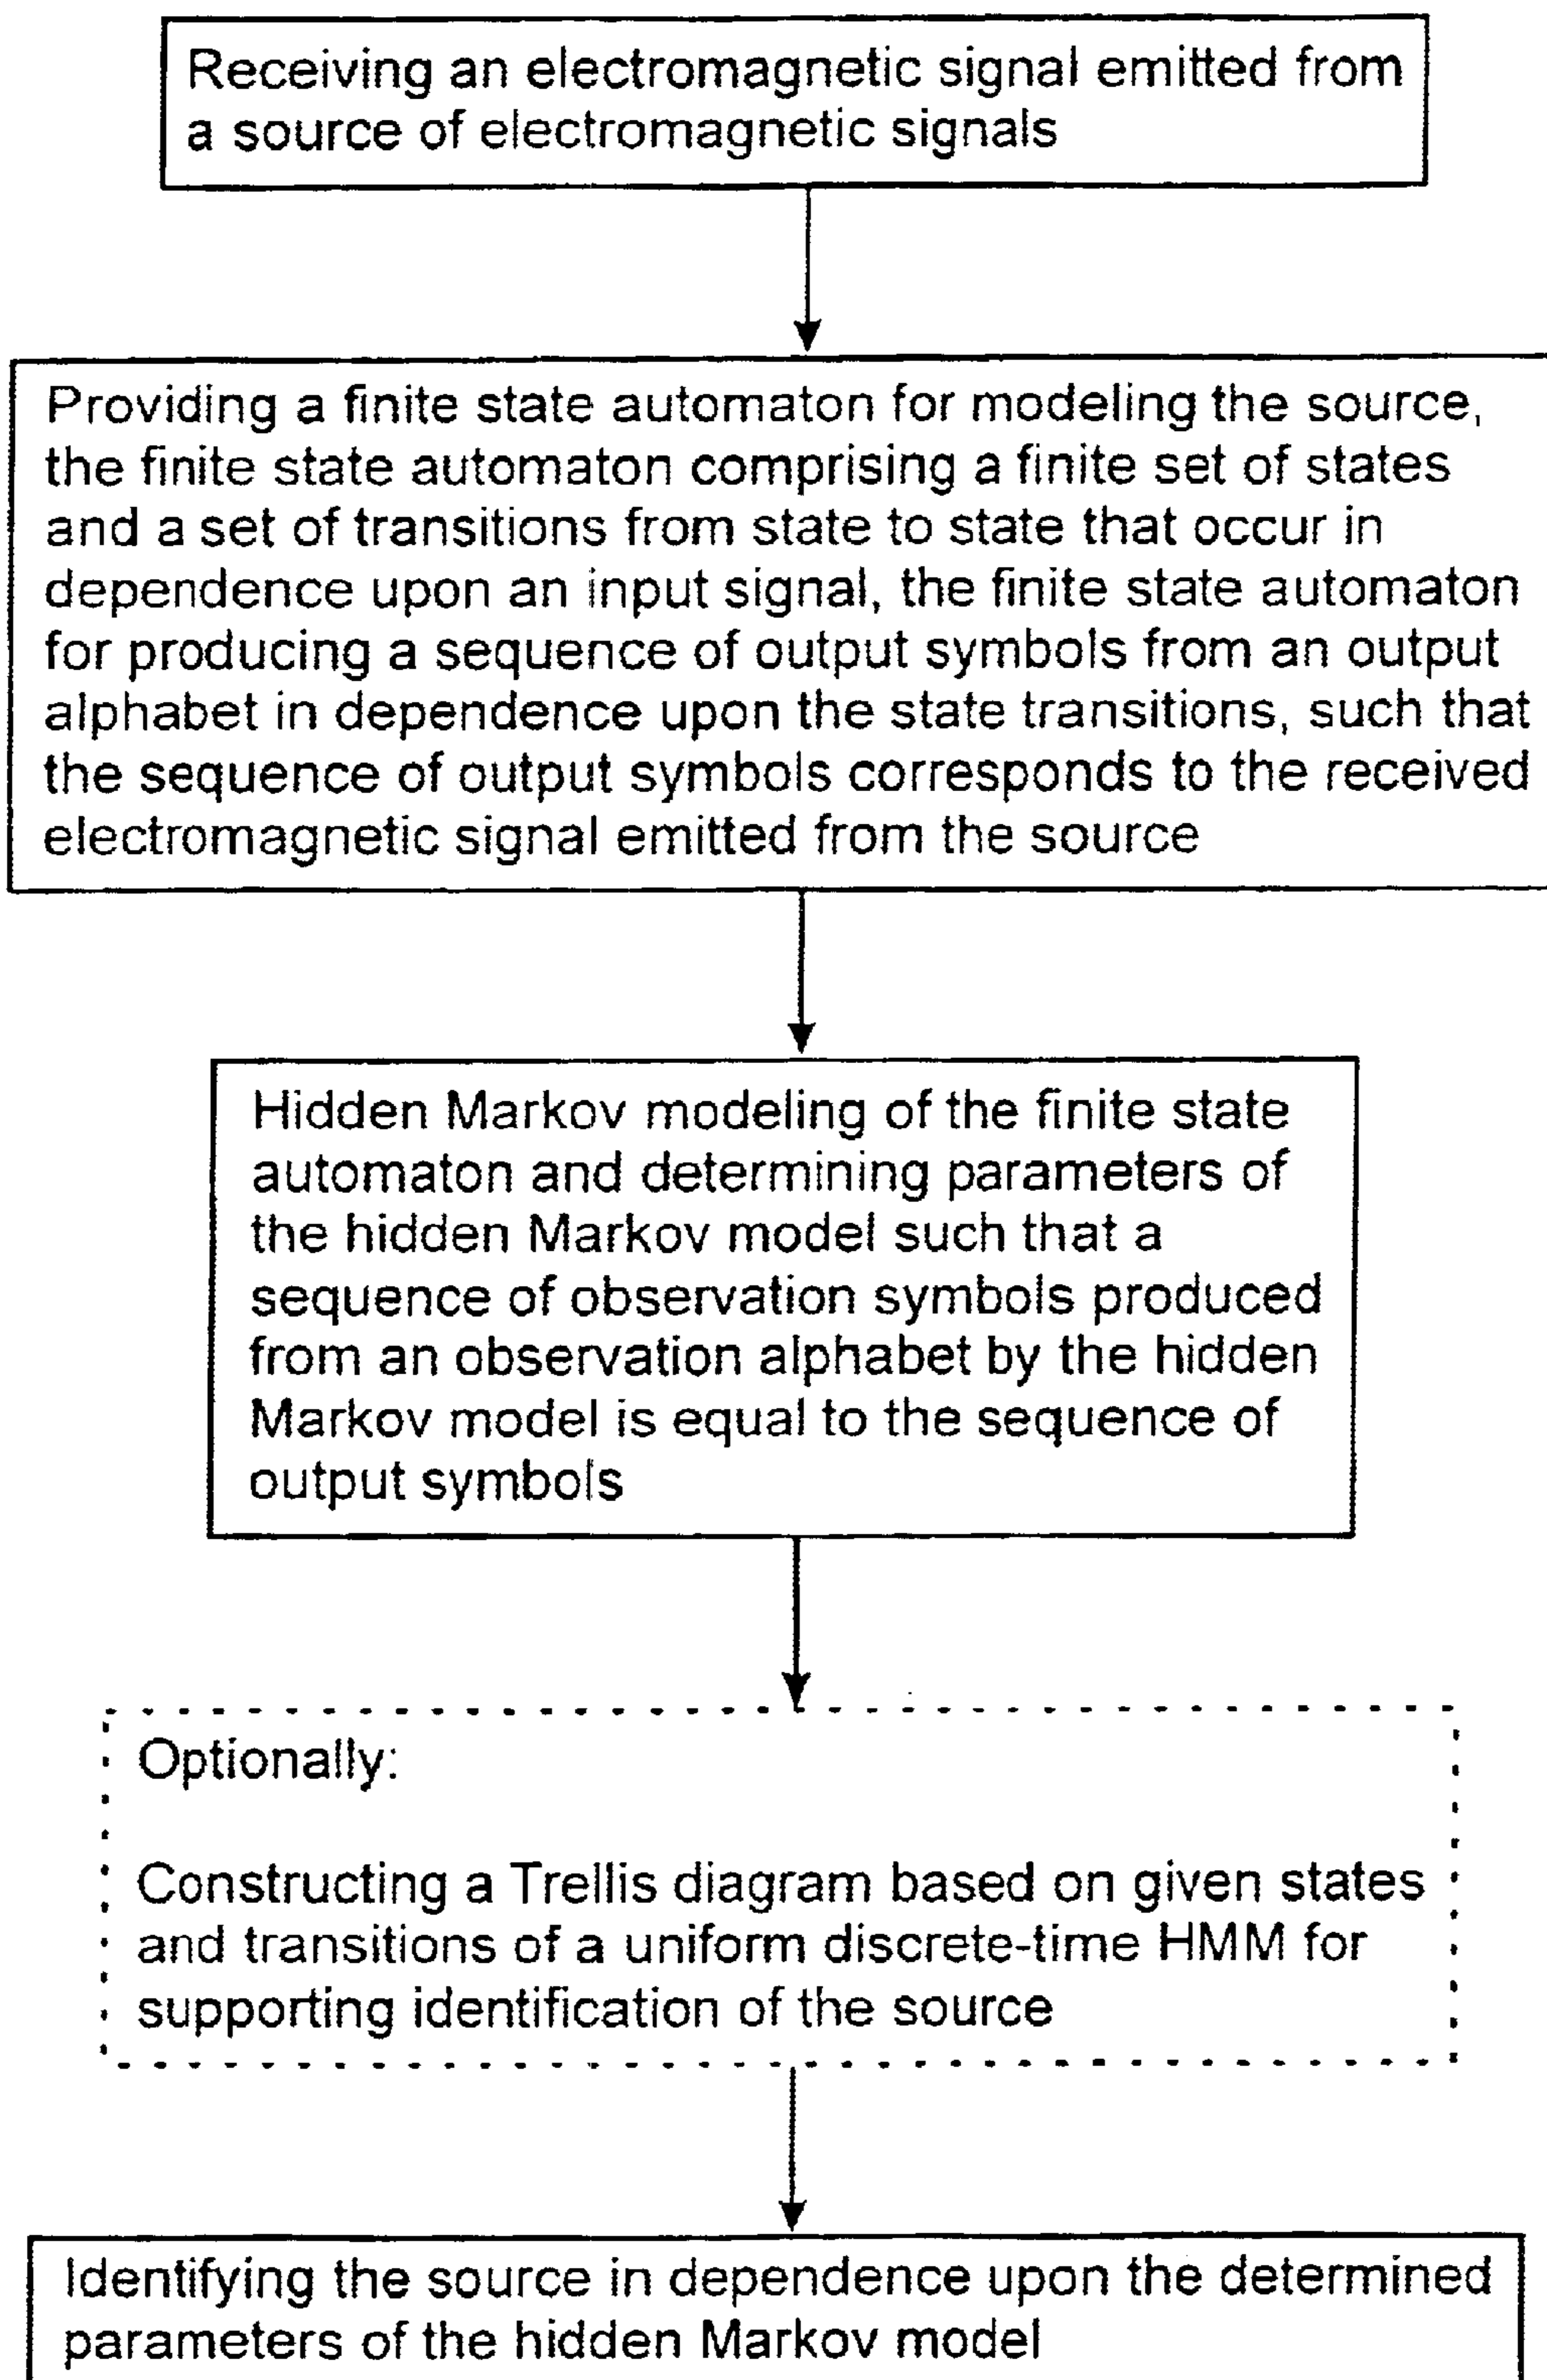 Receiving an electromagnetic signal emitted from
a source of electromagnetic signals
Providing a finite state automaton for modeling the source,
the finite state automaton comprising a finite set of states
and a set of transitions from state to state that occur in
dependence upon an input signal, the finite state automaton
for producing a sequence of output symbols from an output
alphabet in dependence upon the state transitions, such that
the sequence of output symbols corresponds to the received
electromagnetic signal emitted from the source
Hidden Markov modeling of the finite state
automaton and determining parameters of
the hidden Markov model such that a
sequence of observation symbols produced
from an observation alphabet by the hidden
Markov model is equal to the sequence of
output symbols
Optionally:
Constructing a Trellis diagram based on given states
and transitions of a uniform discrete-time HMM for
supporting identification of the source
Identifying the source in dependence upon the determined
parameters of the hidden Markov model